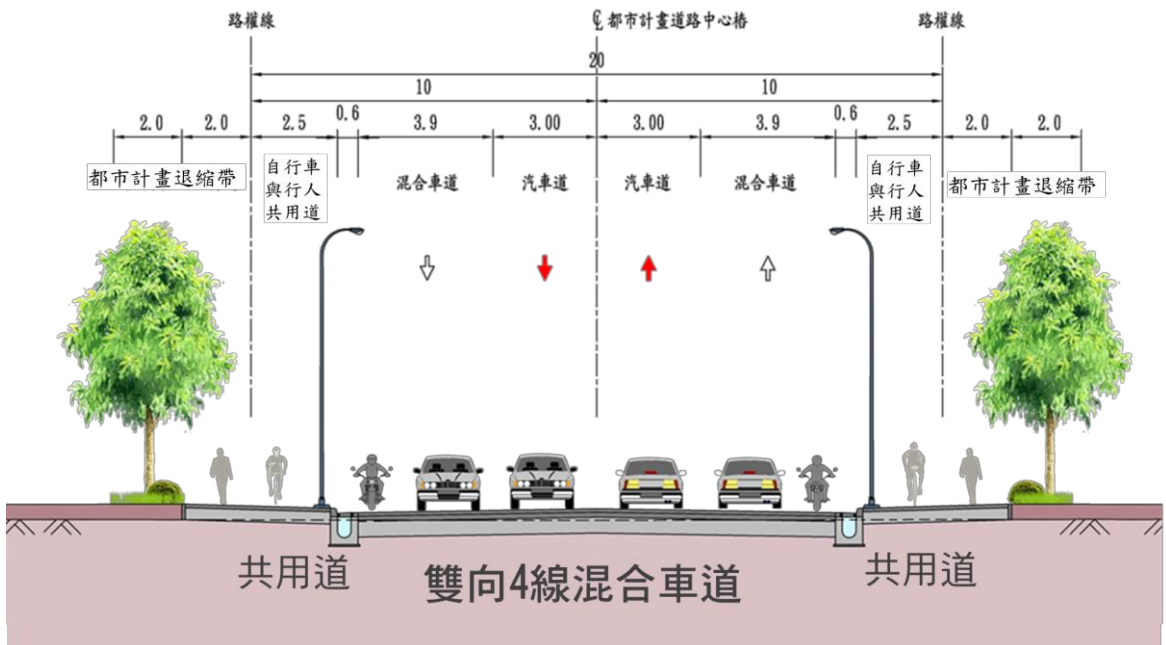 路權線
℄ 都市計畫道路中心樁
路權線
20
10
10
2.0
2.0
2.5
0.6
3.9
3.00
3.00
3.9
0.6
2.5
2.0
2.0
都市計畫退縮帶
自行車
與行人
共用道
混合車道
汽車道
汽車道
混合車道
自行車
與行人
共用道
都市計畫退縮帶
共用道
雙向4線混合車道
共用道